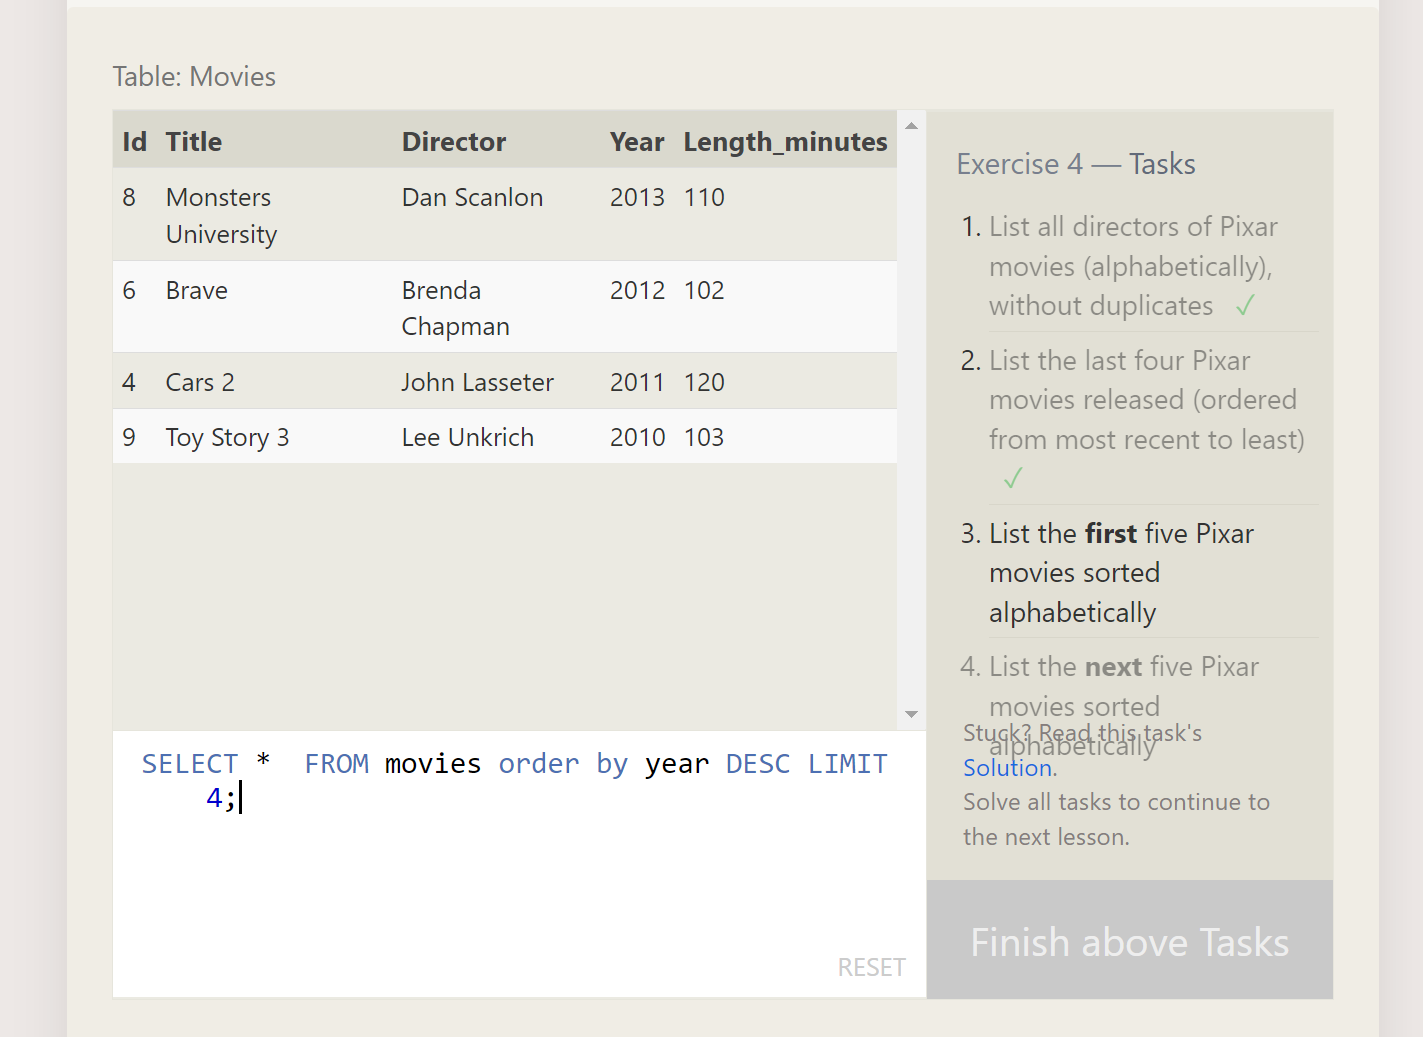 Table: Movies
Id Title Director Year Length_minutes
8 Monsters Dan Scanlon 2013 110
University
6 Brave Brenda 2012 102
Chapman
4 Cars 2 John Lasseter 2011 120
9 Toy Story 3 Lee Unkrich 2010 103
SELECT *  FROM movies order by year DESC LIMIT
4;
RESET
Exercise 4 — Tasks
1. List all directors of Pixar
movies (alphabetically),
without duplicates ✓
2. List the last four Pixar
movies released (ordered
from most recent to least)
✓
3. List the first five Pixar
movies sorted
alphabetically
4. List the next five Pixar
movies sorted
alphabetically
Stuck? Read this task's
Solution.
Solve all tasks to continue to
the next lesson.
Finish above Tasks